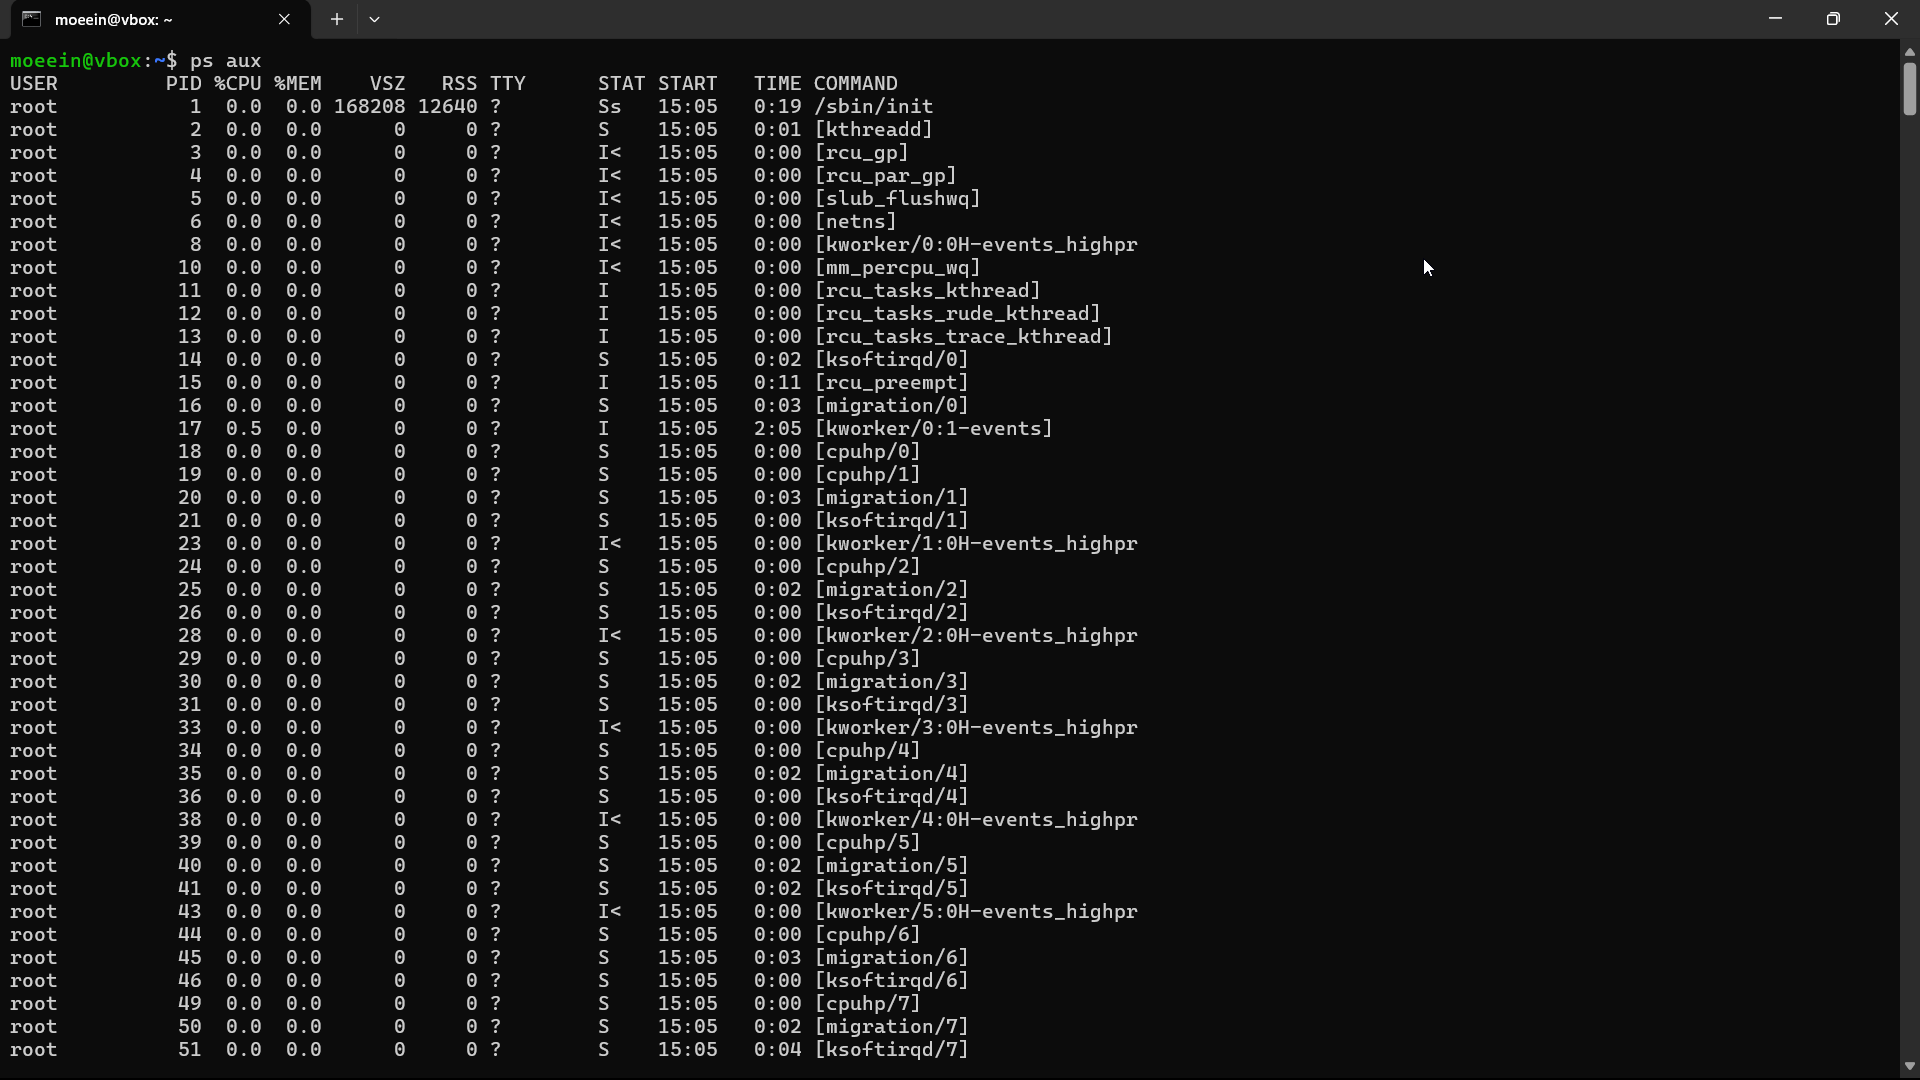 moeein@vbox: ~
moeein@vbox:~$ ps aux
USER         PID %CPU %MEM    VSZ   RSS TTY      STAT START   TIME COMMAND
root           1  0.0  0.0 168208 12640 ?        Ss   15:05   0:19 /sbin/init
root           2  0.0  0.0      0     0 ?        S    15:05   0:01 [kthreadd]
root           3  0.0  0.0      0     0 ?        I<   15:05   0:00 [rcu_gp]
root           4  0.0  0.0      0     0 ?        I<   15:05   0:00 [rcu_par_gp]
root           5  0.0  0.0      0     0 ?        I<   15:05   0:00 [slub_flushwq]
root           6  0.0  0.0      0     0 ?        I<   15:05   0:00 [netns]
root           8  0.0  0.0      0     0 ?        I<   15:05   0:00 [kworker/0:0H-events_highpr
root          10  0.0  0.0      0     0 ?        I<   15:05   0:00 [mm_percpu_wq]
root          11  0.0  0.0      0     0 ?        I    15:05   0:00 [rcu_tasks_kthread]
root          12  0.0  0.0      0     0 ?        I    15:05   0:00 [rcu_tasks_rude_kthread]
root          13  0.0  0.0      0     0 ?        I    15:05   0:00 [rcu_tasks_trace_kthread]
root          14  0.0  0.0      0     0 ?        S    15:05   0:02 [ksoftirqd/0]
root          15  0.0  0.0      0     0 ?        I    15:05   0:11 [rcu_preempt]
root          16  0.0  0.0      0     0 ?        S    15:05   0:03 [migration/0]
root          17  0.5  0.0      0     0 ?        I    15:05   2:05 [kworker/0:1-events]
root          18  0.0  0.0      0     0 ?        S    15:05   0:00 [cpuhp/0]
root          19  0.0  0.0      0     0 ?        S    15:05   0:00 [cpuhp/1]
root          20  0.0  0.0      0     0 ?        S    15:05   0:03 [migration/1]
root          21  0.0  0.0      0     0 ?        S    15:05   0:00 [ksoftirqd/1]
root          23  0.0  0.0      0     0 ?        I<   15:05   0:00 [kworker/1:0H-events_highpr
root          24  0.0  0.0      0     0 ?        S    15:05   0:00 [cpuhp/2]
root          25  0.0  0.0      0     0 ?        S    15:05   0:02 [migration/2]
root          26  0.0  0.0      0     0 ?        S    15:05   0:00 [ksoftirqd/2]
root          28  0.0  0.0      0     0 ?        I<   15:05   0:00 [kworker/2:0H-events_highpr
root          29  0.0  0.0      0     0 ?        S    15:05   0:00 [cpuhp/3]
root          30  0.0  0.0      0     0 ?        S    15:05   0:02 [migration/3]
root          31  0.0  0.0      0     0 ?        S    15:05   0:00 [ksoftirqd/3]
root          33  0.0  0.0      0     0 ?        I<   15:05   0:00 [kworker/3:0H-events_highpr
root          34  0.0  0.0      0     0 ?        S    15:05   0:00 [cpuhp/4]
root          35  0.0  0.0      0     0 ?        S    15:05   0:02 [migration/4]
root          36  0.0  0.0      0     0 ?        S    15:05   0:00 [ksoftirqd/4]
root          38  0.0  0.0      0     0 ?        I<   15:05   0:00 [kworker/4:0H-events_highpr
root          39  0.0  0.0      0     0 ?        S    15:05   0:00 [cpuhp/5]
root          40  0.0  0.0      0     0 ?        S    15:05   0:02 [migration/5]
root          41  0.0  0.0      0     0 ?        S    15:05   0:02 [ksoftirqd/5]
root          43  0.0  0.0      0     0 ?        I<   15:05   0:00 [kworker/5:0H-events_highpr
root          44  0.0  0.0      0     0 ?        S    15:05   0:00 [cpuhp/6]
root          45  0.0  0.0      0     0 ?        S    15:05   0:03 [migration/6]
root          46  0.0  0.0      0     0 ?        S    15:05   0:00 [ksoftirqd/6]
root          49  0.0  0.0      0     0 ?        S    15:05   0:00 [cpuhp/7]
root          50  0.0  0.0      0     0 ?        S    15:05   0:02 [migration/7]
root          51  0.0  0.0      0     0 ?        S    15:05   0:04 [ksoftirqd/7]